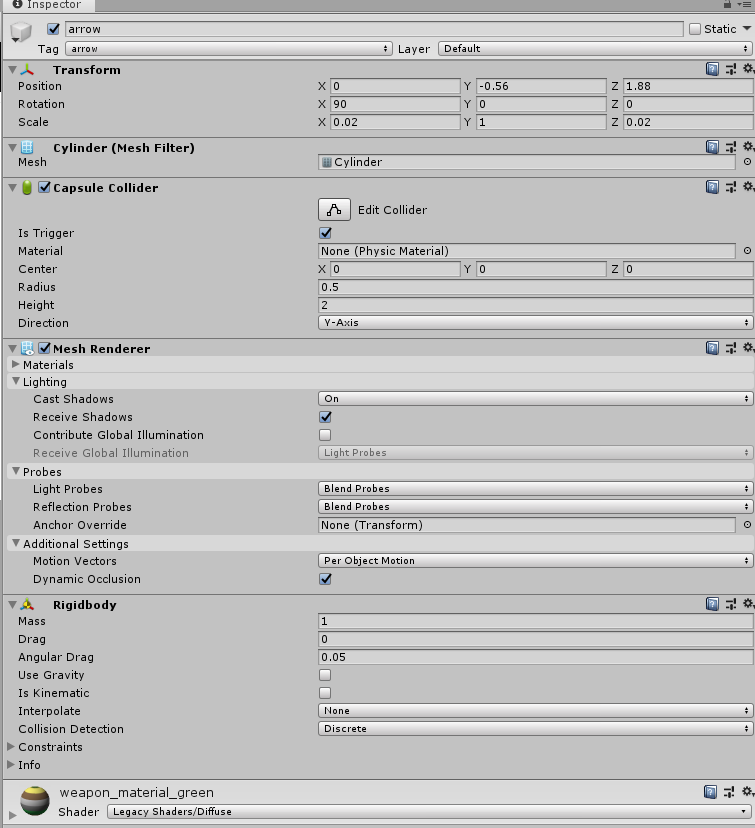 Inspector
arrow
Static
Tag arrow Layer Default
Transform
Position X 0 Y -0.56 Z 1.88
Rotation X 90 Y 0 Z 0
Scale X 0.02 Y 1 Z 0.02
Cylinder (Mesh Filter)
Mesh Cylinder
Capsule Collider
Edit Collider
Is Trigger
Material None (Physic Material)
Center X 0 Y 0 Z 0
Radius 0.5
Height 2
Direction Y-Axis
Mesh Renderer
Materials
Lighting
Cast Shadows On
Receive Shadows
Contribute Global Illumination
Receive Global Illumination Light Probes
Probes
Light Probes Blend Probes
Reflection Probes Blend Probes
Anchor Override None (Transform)
Additional Settings
Motion Vectors Per Object Motion
Dynamic Occlusion
Rigidbody
Mass 1
Drag 0
Angular Drag 0.05
Use Gravity
Is Kinematic
Interpolate None
Collision Detection Discrete
Constraints
Info
weapon_material_green
Shader Legacy Shaders/Diffuse